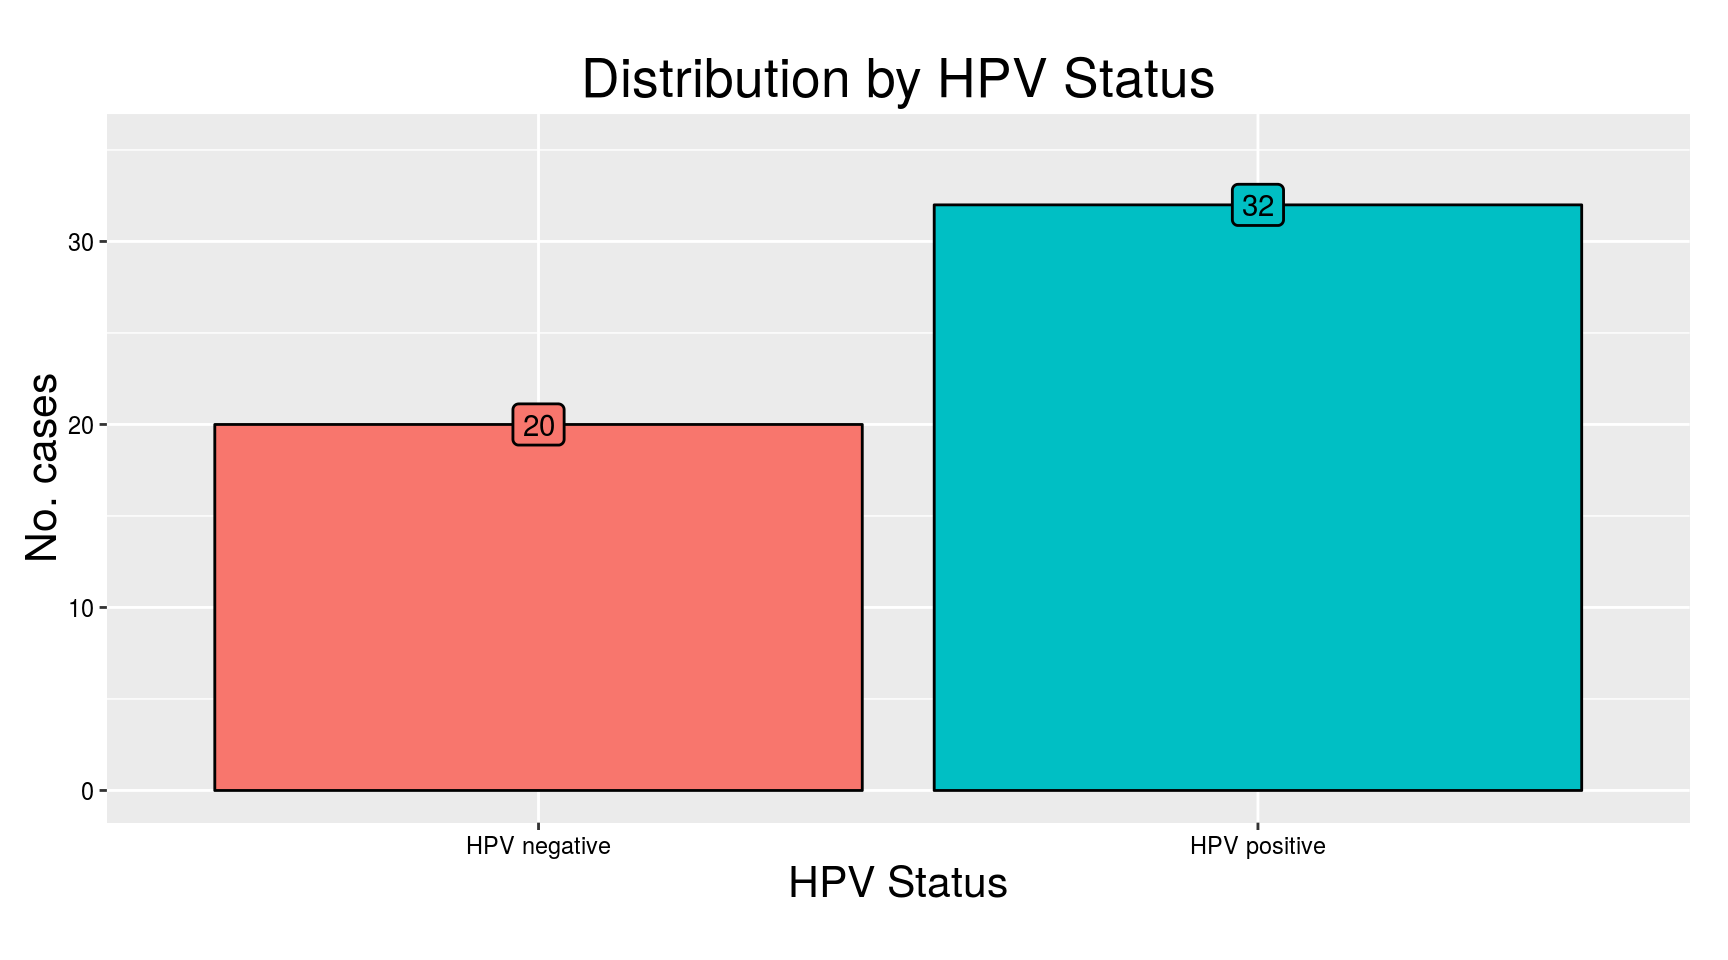 Distribution by HPV Status
No. cases
30
20
10
0
20
32
HPV negative
HPV positive
HPV Status